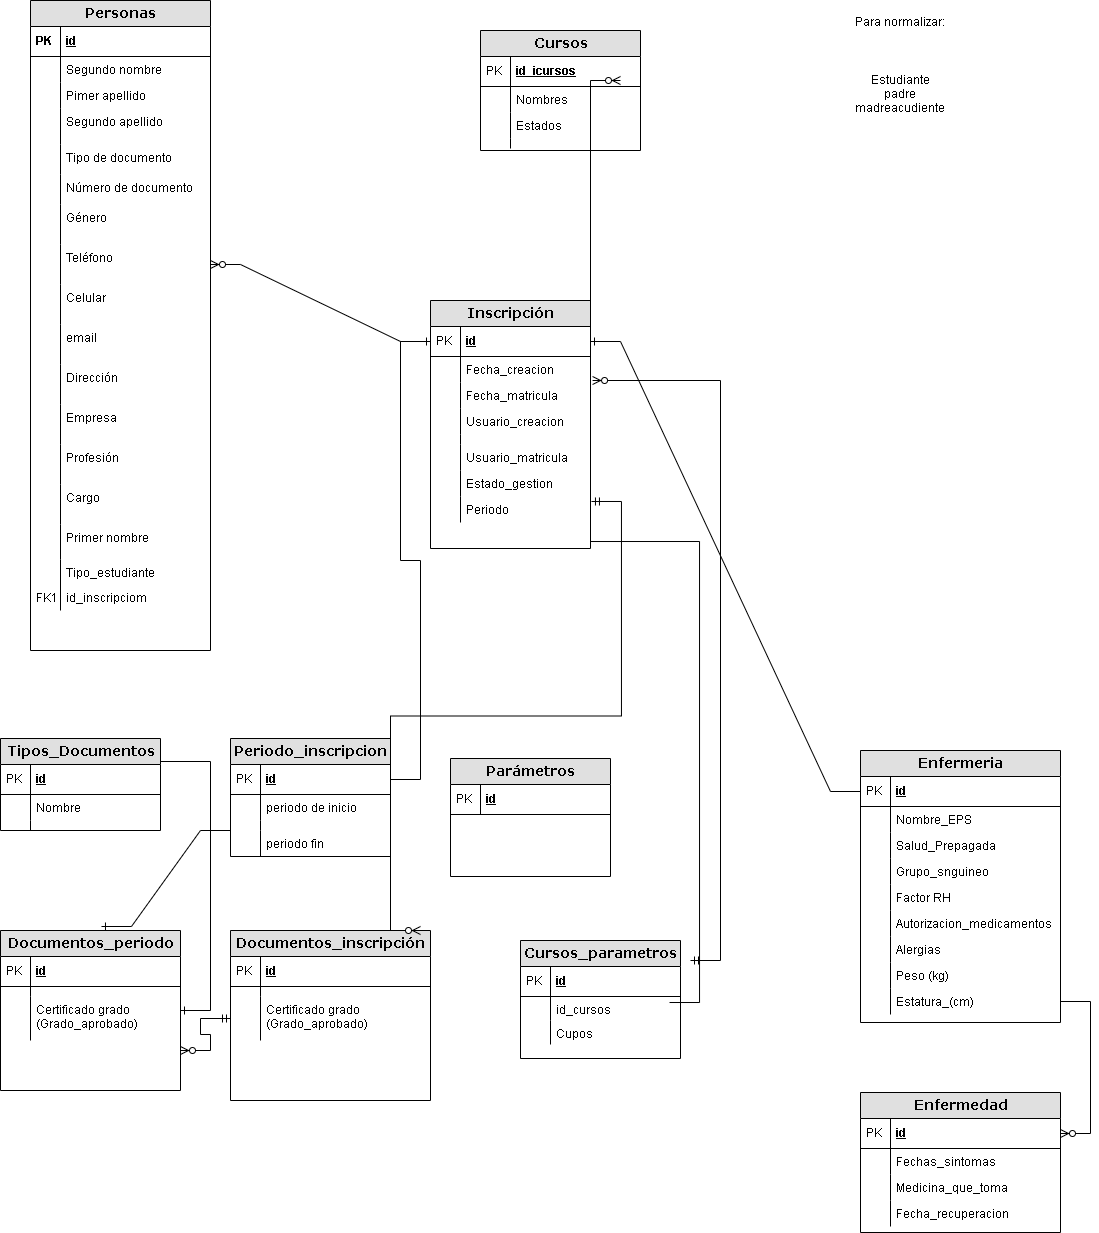 Personas
PK id
Segundo nombre
Pimer apellido
Segundo apellido
Tipo de documento
Número de documento
Género
Teléfono
Celular
email
Dirección
Empresa
Profesión
Cargo
Primer nombre
Tipo_estudiante
FK1 id_inscripciom
Cursos
PK id_icursos
Nombres
Estados
Para normalizar:
Estudiante
padre
madreacudiente
Inscripción
PK id
Fecha_creacion
Fecha_matricula
Usuario_creacion
Usuario_matricula
Estado_gestion
Periodo
Tipos_Documentos
PK id
Nombre
Periodo_inscripcion
PK id
periodo de inicio
periodo fin
Parámetros
PK id
Enfermeria
PK id
Nombre_EPS
Salud_Prepagada
Grupo_snguineo
Factor RH
Autorizacion_medicamentos
Alergias
Peso (kg)
Estatura_(cm)
Documentos_periodo
PK id
Certificado grado
(Grado_aprobado)
Documentos_inscripción
PK id
Certificado grado
(Grado_aprobado)
Cursos_parametros
PK id
id_cursos
Cupos
Enfermedad
PK id
Fechas_sintomas
Medicina_que_toma
Fecha_recuperacion